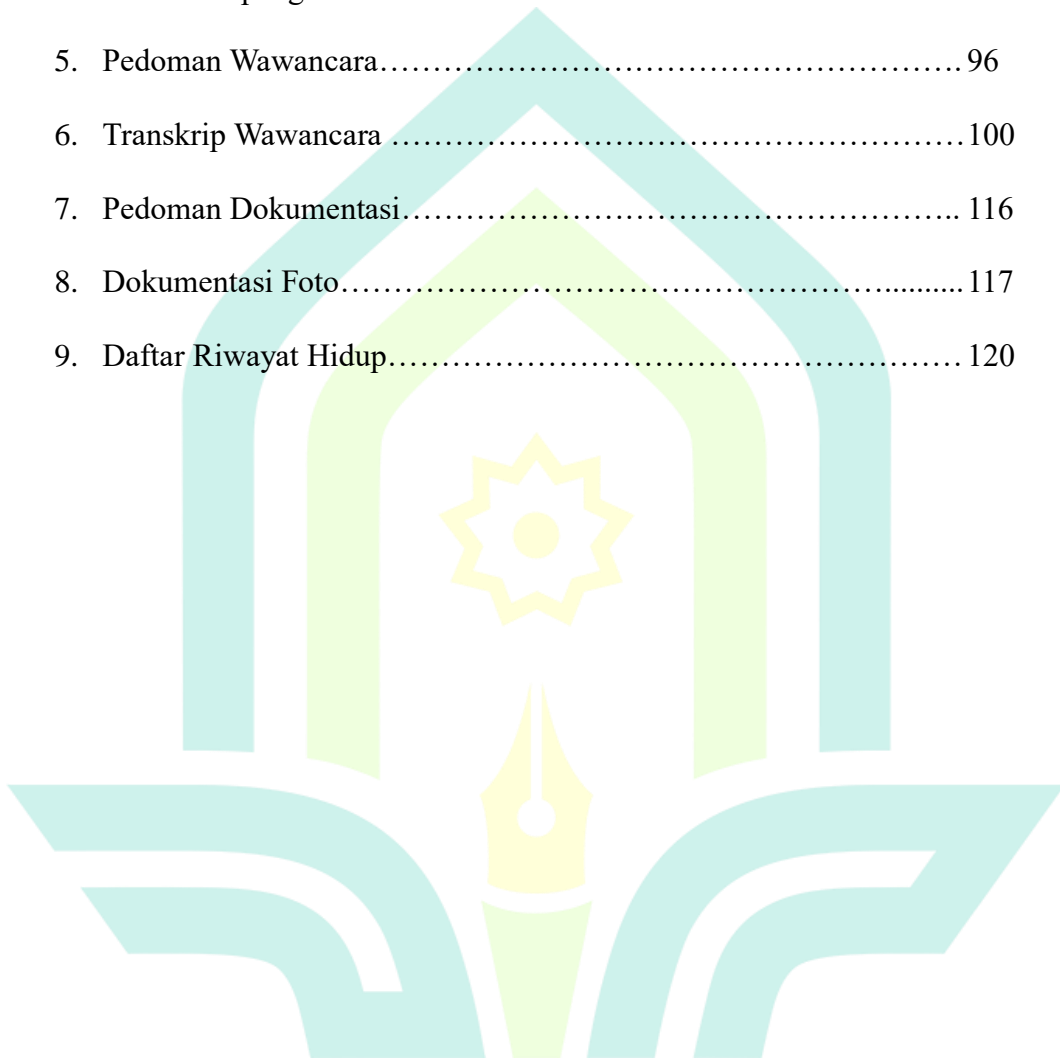 5. Pedoman Wawancara…………………………………………………. 96
6. Transkrip Wawancara …………………………………………………100
7. Pedoman Dokumentasi……………………………………………….. 116
8. Dokumentasi Foto………………………………………………..........117
9. Daftar Riwayat Hidup………………………………………………… 120